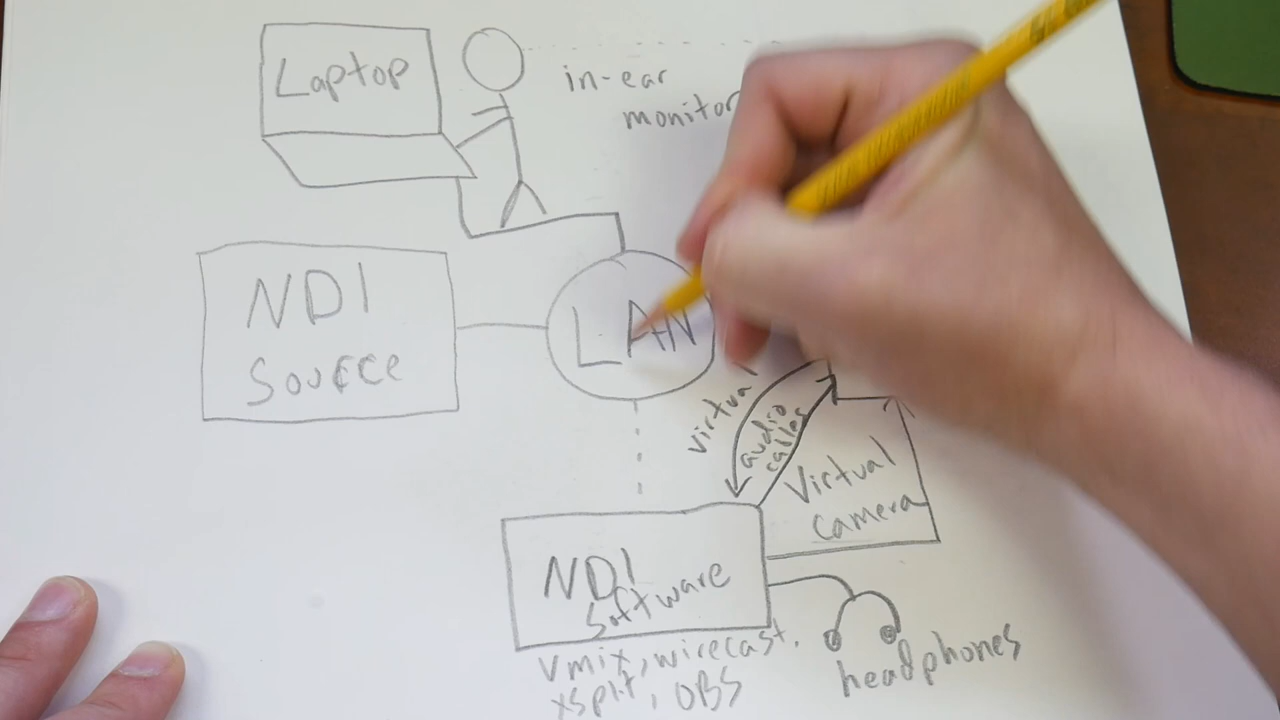 Laptop
in-ear
monitor
NDI
Source
LAN
virtual
audio
cables
Virtual
camera
NDI
Software
vmix, wirecast,
xsplit, OBS
headphones